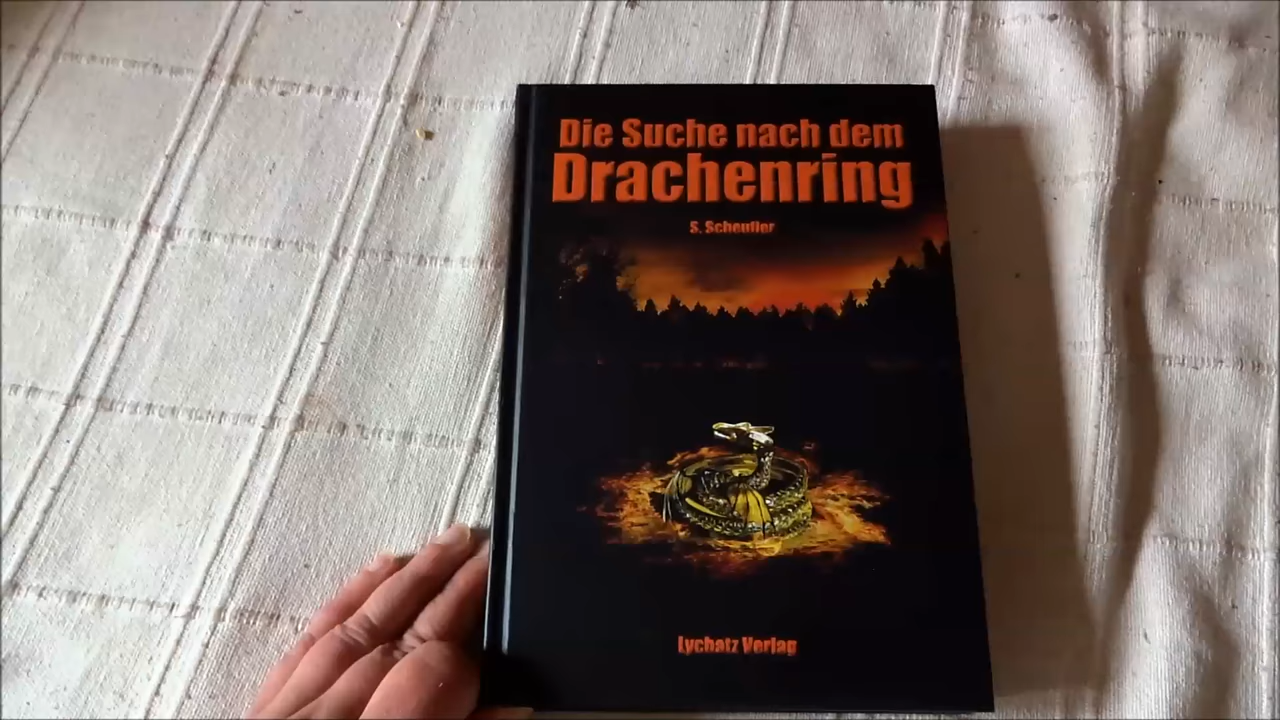 Die Suche nach dem
Drachenring
S. Scheufler
Lychatz Verlag